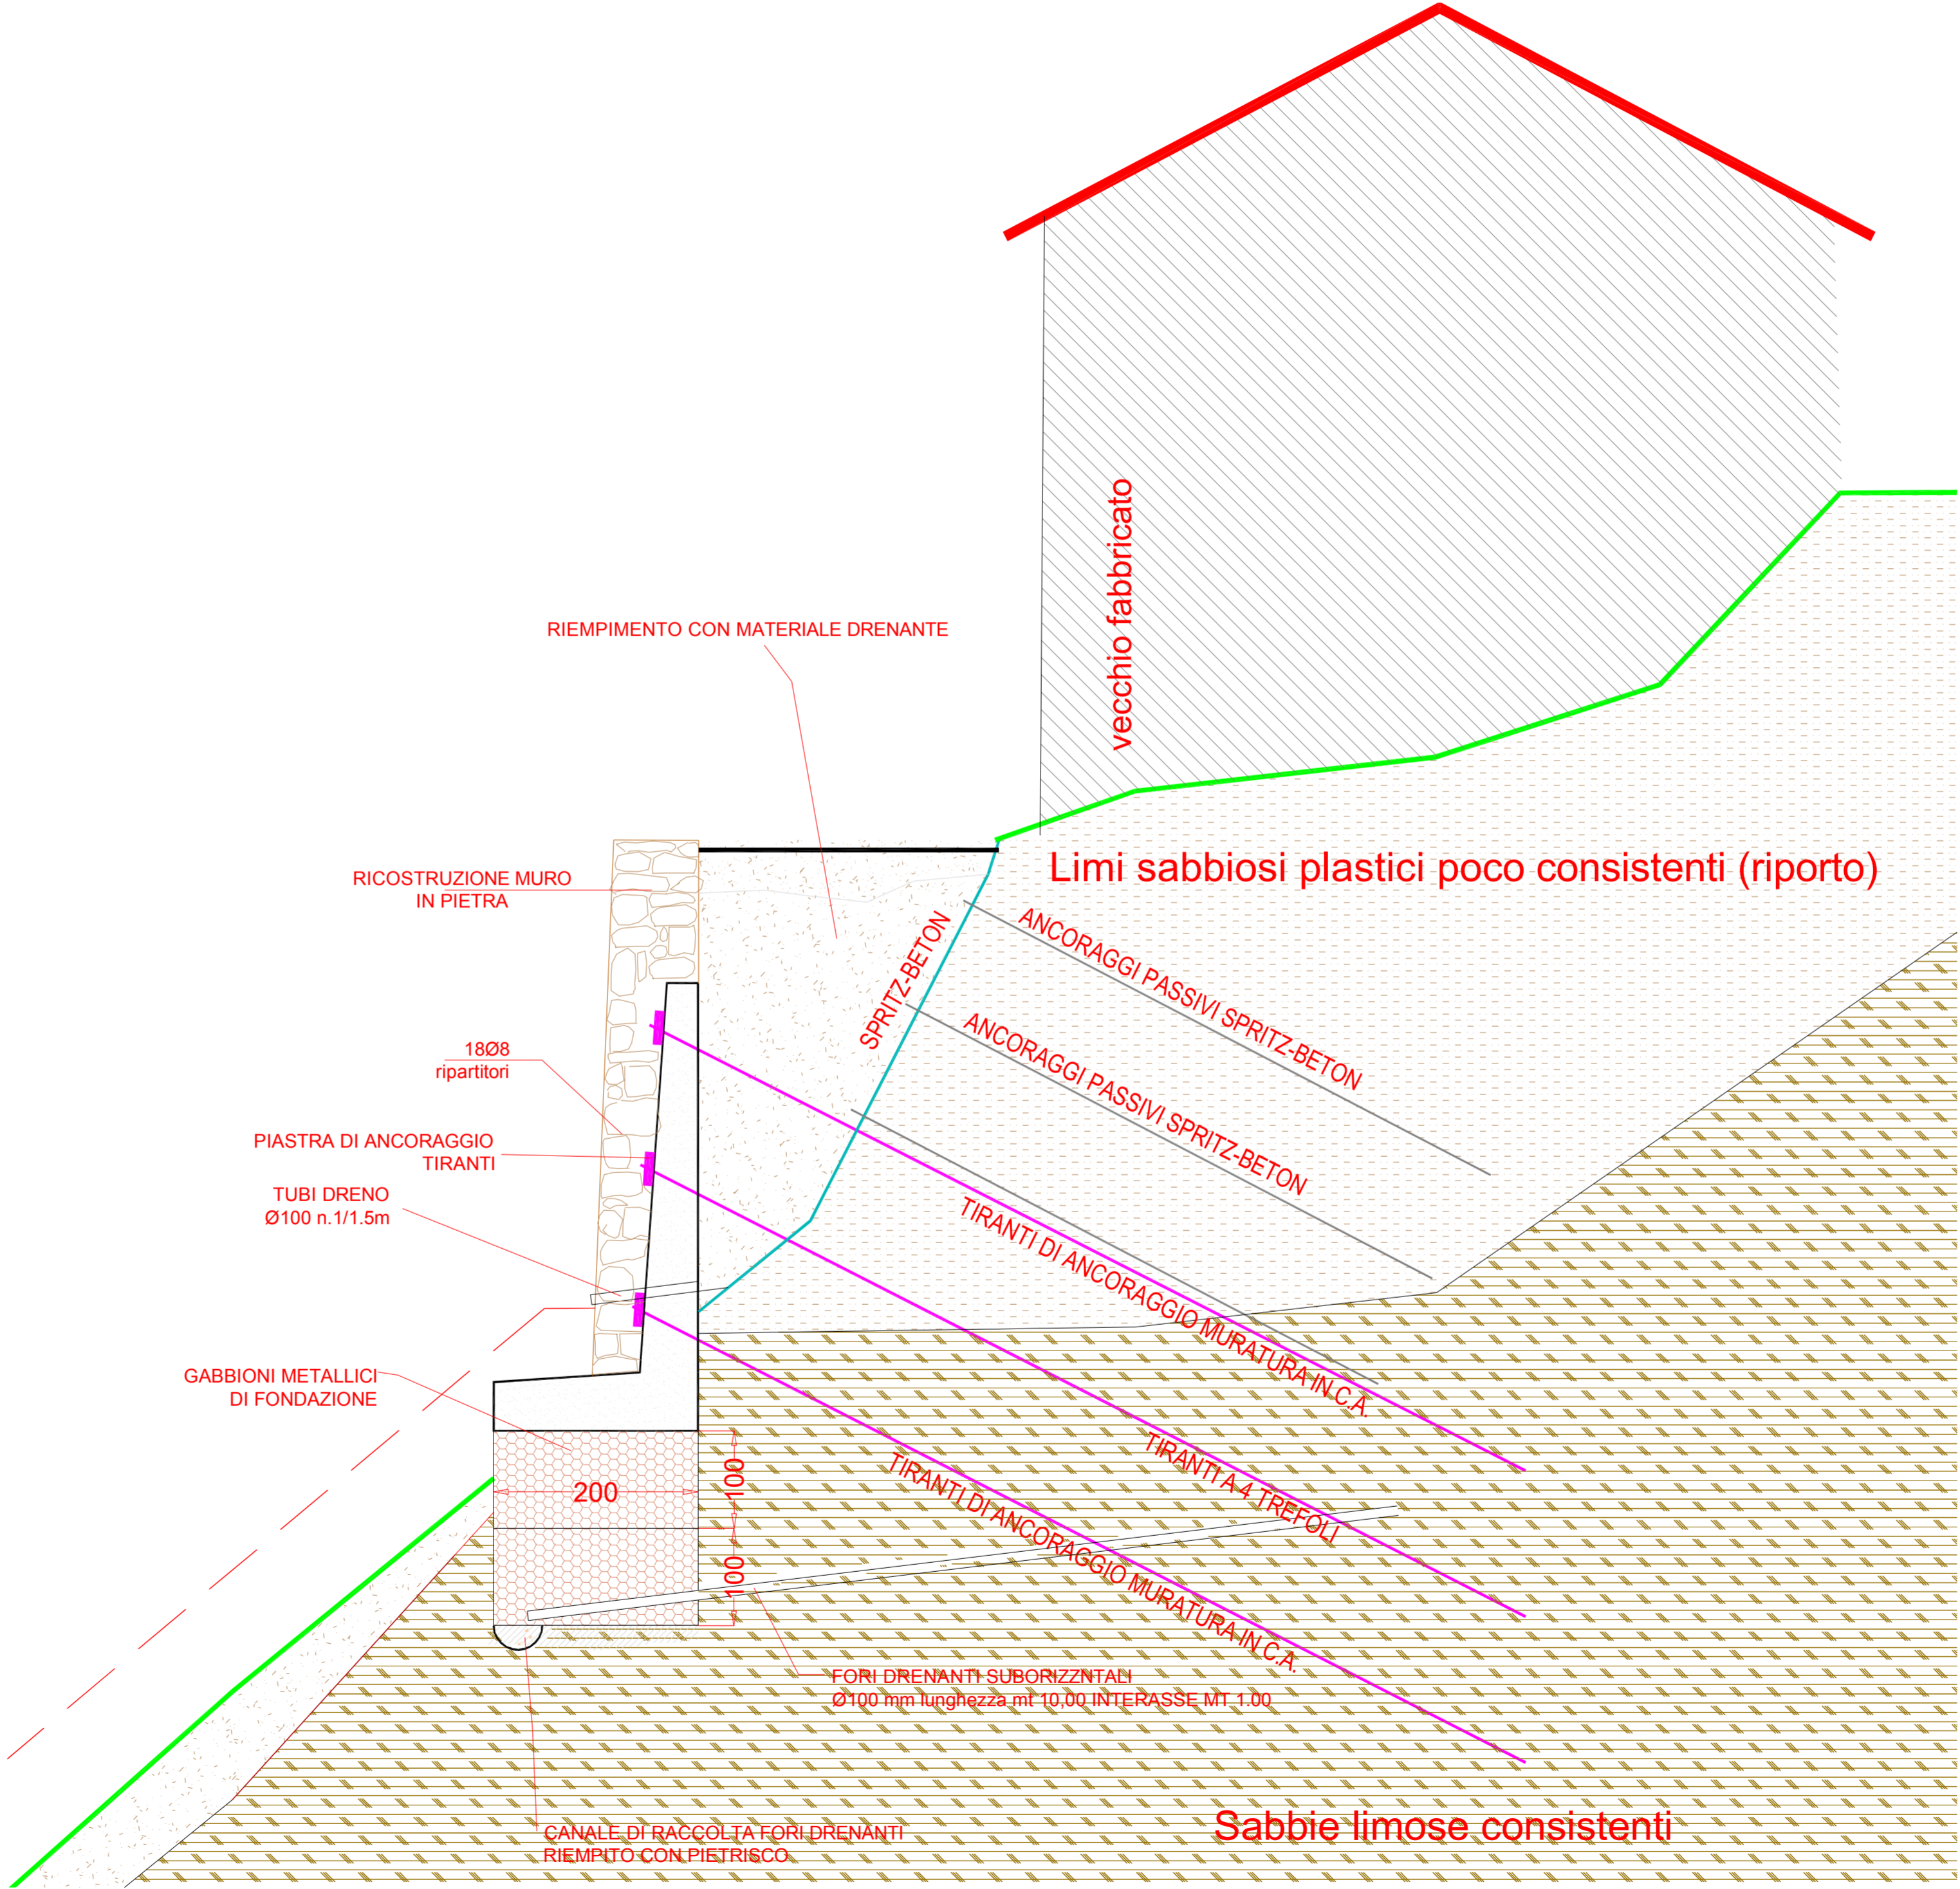 vecchio fabbricato
RIEMPIMENTO CON MATERIALE DRENANTE
Limi sabbiosi plastici poco consistenti (riporto)
RICOSTRUZIONE MURO
IN PIETRA
SPRITZ-BETON
ANCORAGGI PASSIVI SPRITZ-BETON
ANCORAGGI PASSIVI SPRITZ-BETON
18Ø8
ripartitori
PIASTRA DI ANCORAGGIO
TIRANTI
TUBI DRENO
Ø100 n.1/1.5m
TIRANTI DI ANCORAGGIO MURATURA IN C.A.
GABBIONI METALLICI
DI FONDAZIONE
TIRANTI A 4 TREFOLI
TIRANTI DI ANCORAGGIO MURATURA IN C.A.
200
100
100
FORI DRENANTI SUBORIZZNTALI
Ø100 mm lunghezza mt 10,00 INTERASSE MT 1.00
Sabbie limose consistenti
CANALE DI RACCOLTA FORI DRENANTI
RIEMPITO CON PIETRISCO